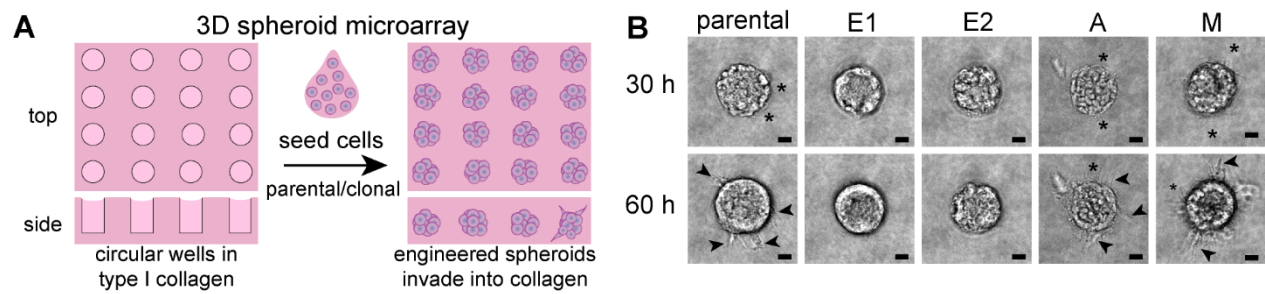 A
3D spheroid microarray
top
side
circular wells in
type I collagen
seed cells
parental/clonal
engineered spheroids
invade into collagen
B
parental E1 E2 A M
30 h
* * * * * *
60 h
* *